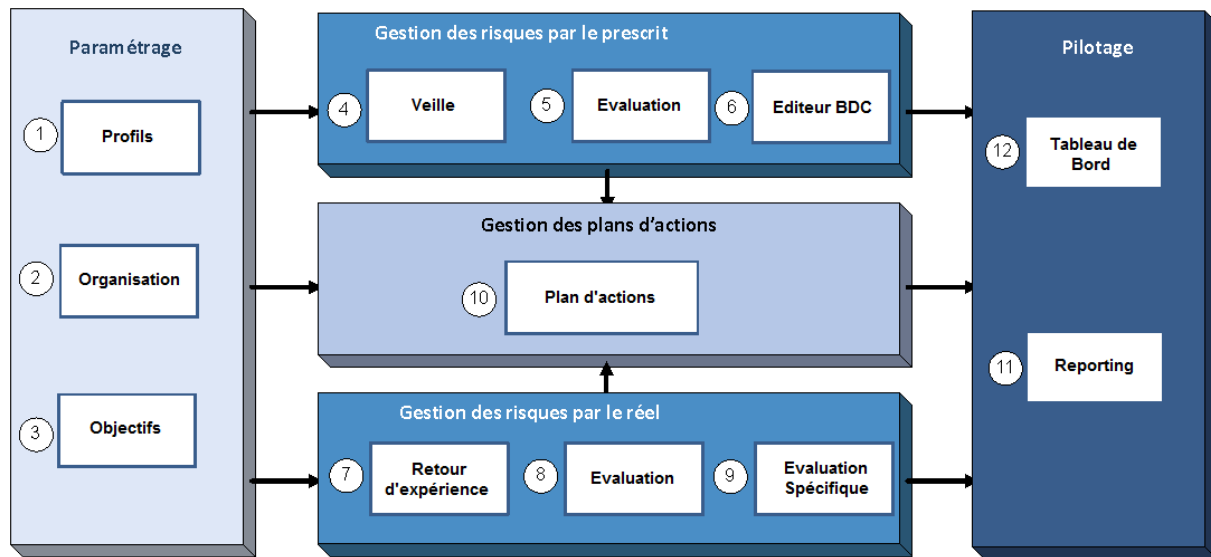 Paramétrage
1
Profils
2
Organisation
3
Objectifs
Gestion des risques par le prescrit
4
Veille
5
Evaluation
6
Editeur BDC
Gestion des plans d'actions
10
Plan d'actions
Gestion des risques par le réel
7
Retour
d'expérience
8
Evaluation
9
Evaluation
Spécifique
Pilotage
12
Tableau de
Bord
11
Reporting